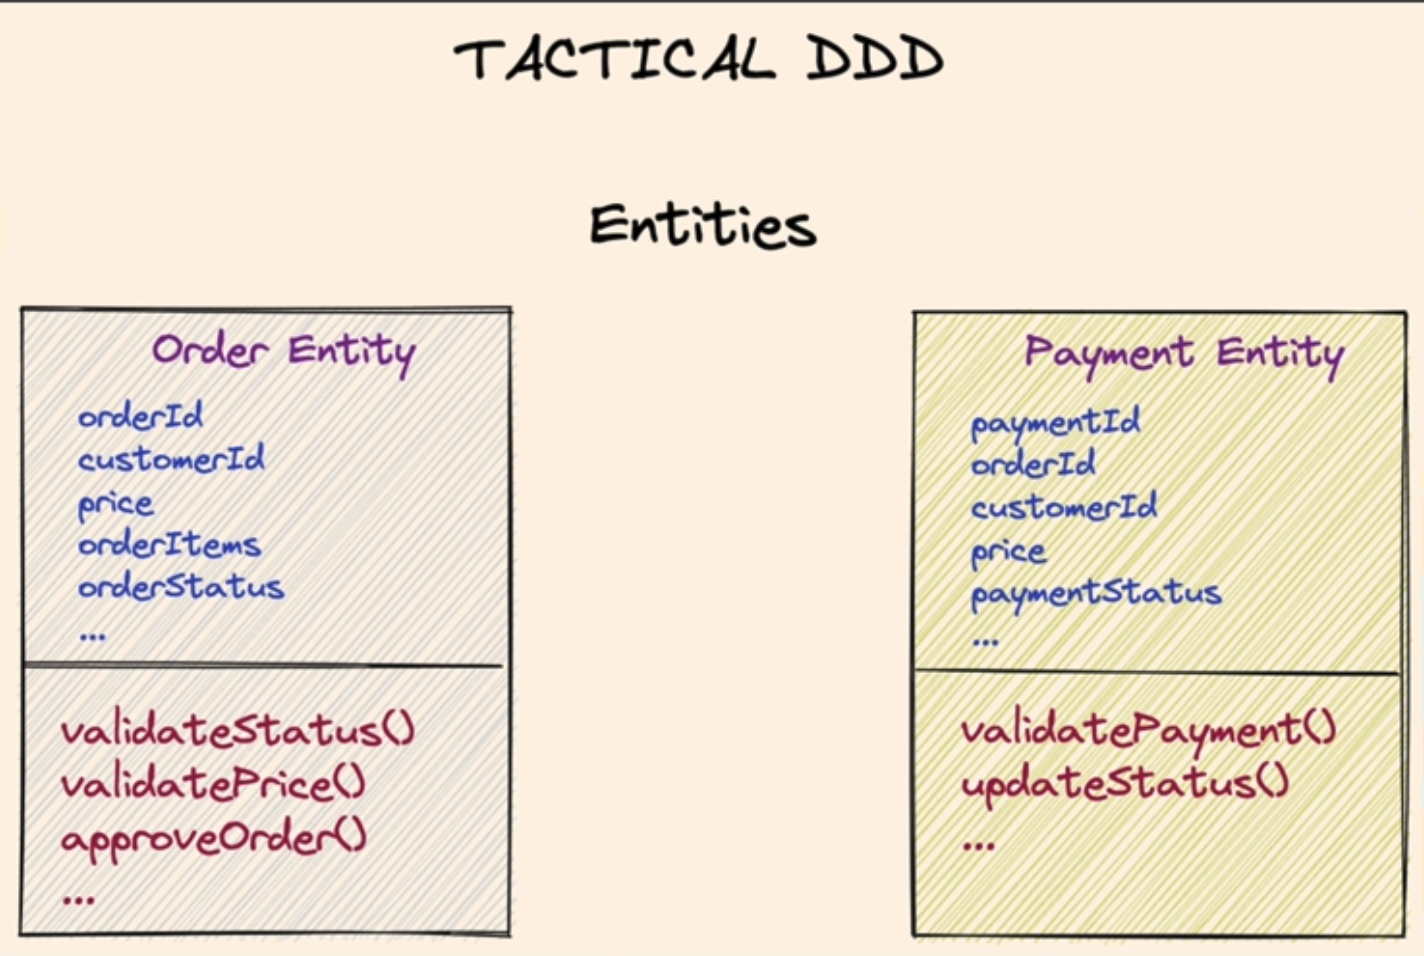 TACTICAL DDD
Entities
Order Entity
orderId
customerId
price
orderItems
orderStatus
...
validateStatus()
validatePrice()
approveOrder()
...
Payment Entity
paymentId
orderId
customerId
price
paymentStatus
...
validatePayment()
updateStatus()
...